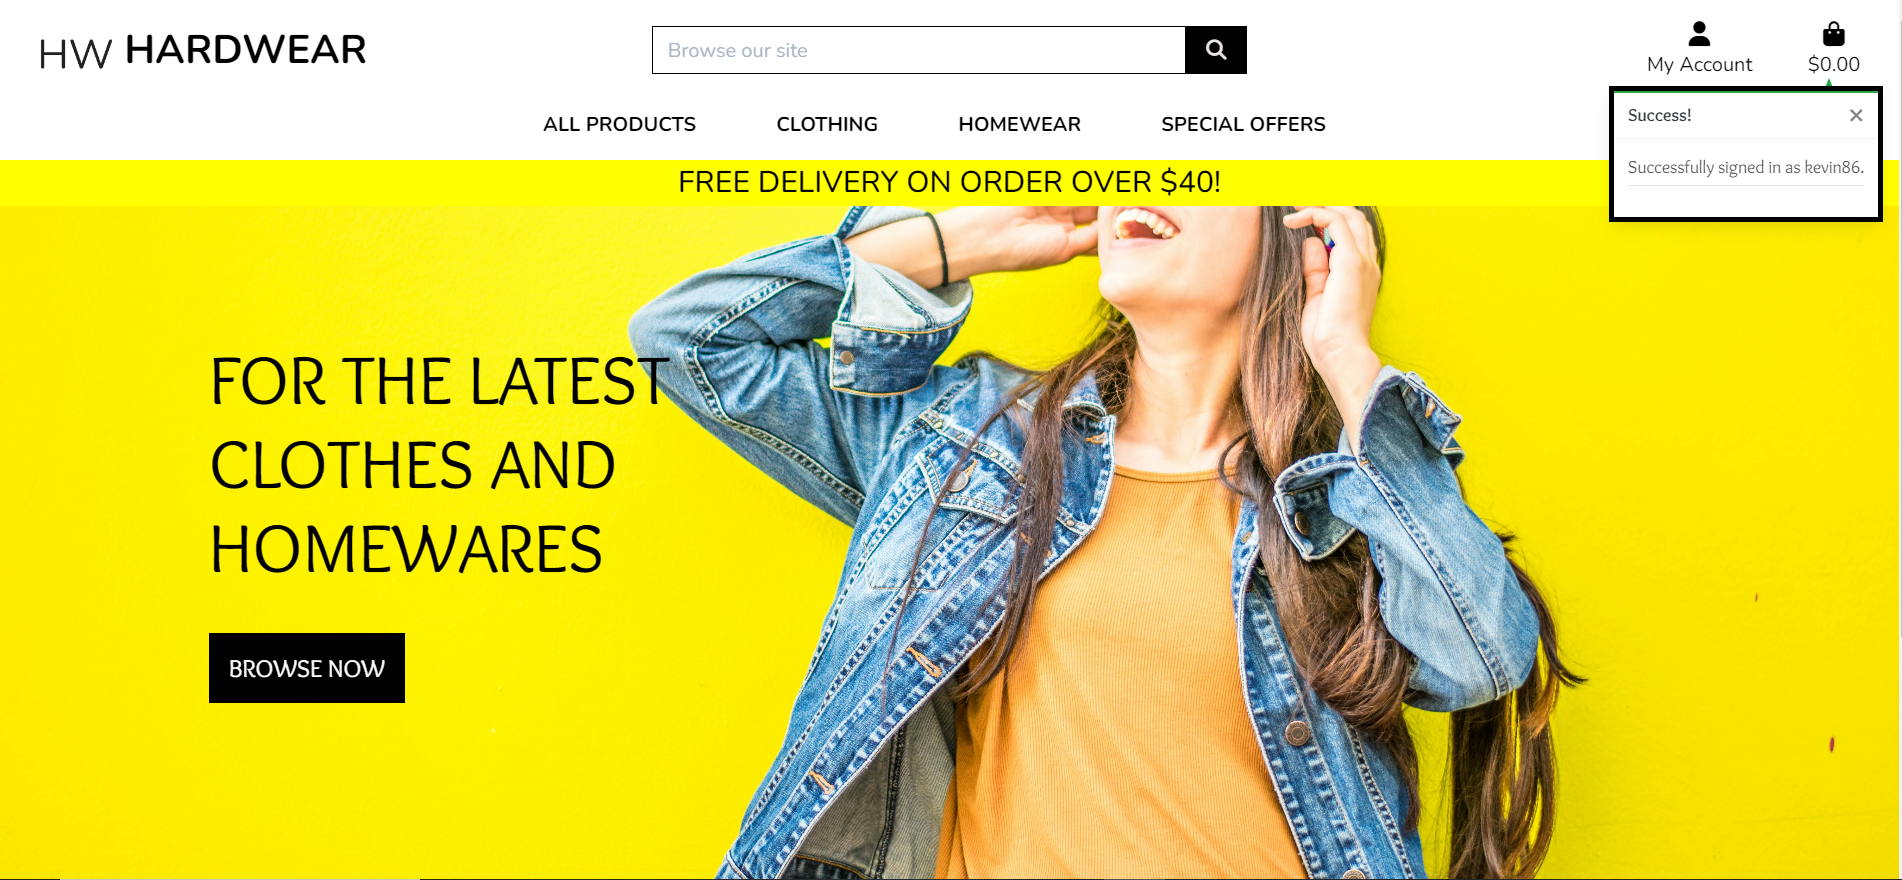 HW HARDWEAR
Browse our site
My Account
$0.00
ALL PRODUCTS
CLOTHING
HOMEWEAR
SPECIAL OFFERS
Success!
Successfully signed in as kevin86.
FREE DELIVERY ON ORDER OVER $40!
FOR THE LATEST
CLOTHES AND
HOMEWARES
BROWSE NOW